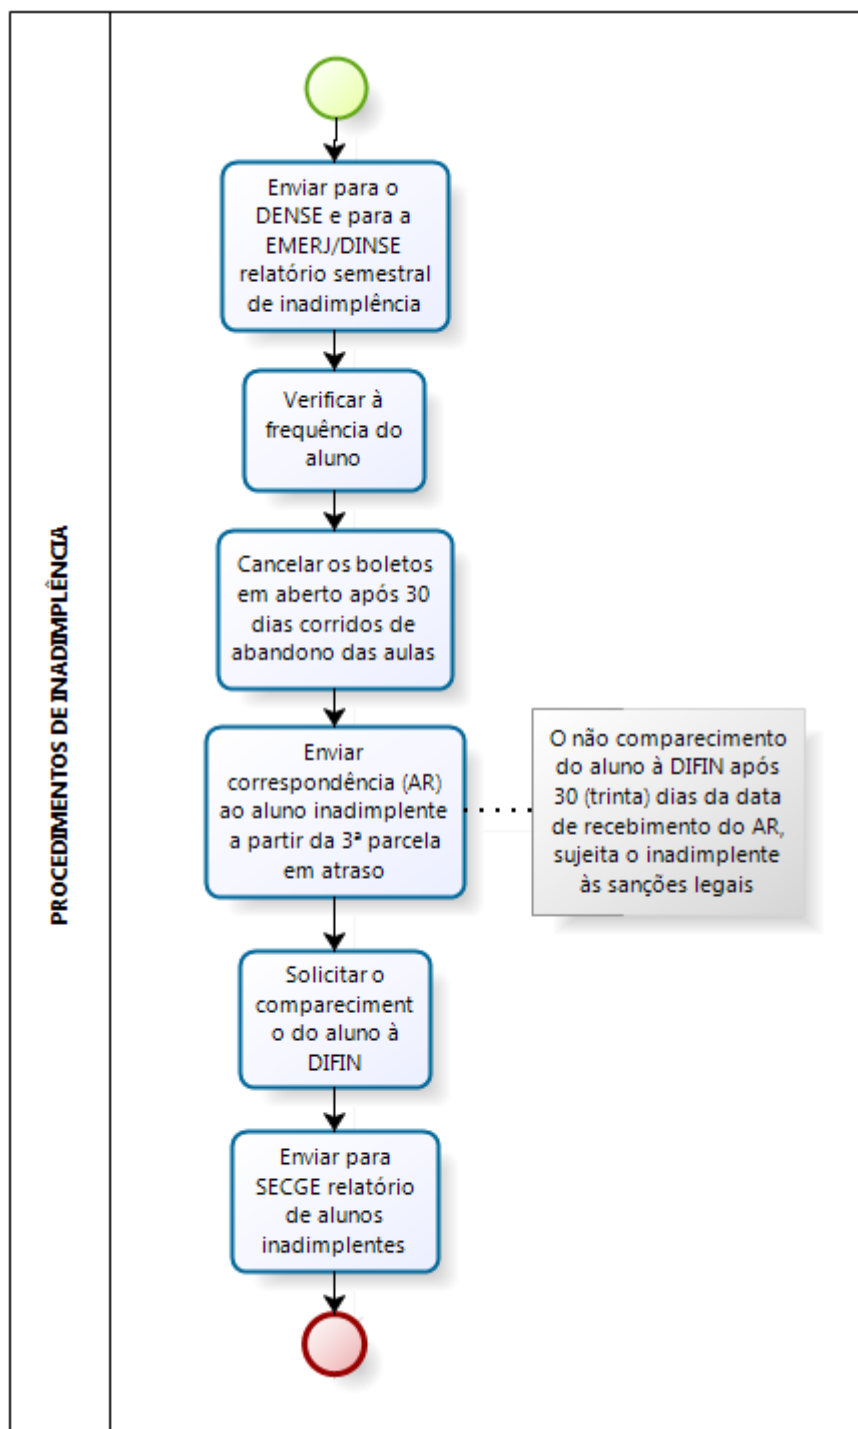 PROCEDIMENTOS DE INADIMPLÊNCIA
Enviar para o
DENSE e para a
EMERJ/DINSE
relatório semestral
de inadimplência
Verificar à
frequência do
aluno
Cancelar os boletos
em aberto após 30
dias corridos de
abandono das aulas
Enviar
correspondência (AR)
ao aluno inadimplente
a partir da 3ª parcela
em atraso
O não comparecimento
do aluno à DIFIN após
30 (trinta) dias da data
de recebimento do AR,
sujeita o inadimplente
às sanções legais
Solicitar o
compareciment
o do aluno à
DIFIN
Enviar para
SECGE relatório
de alunos
inadimplentes